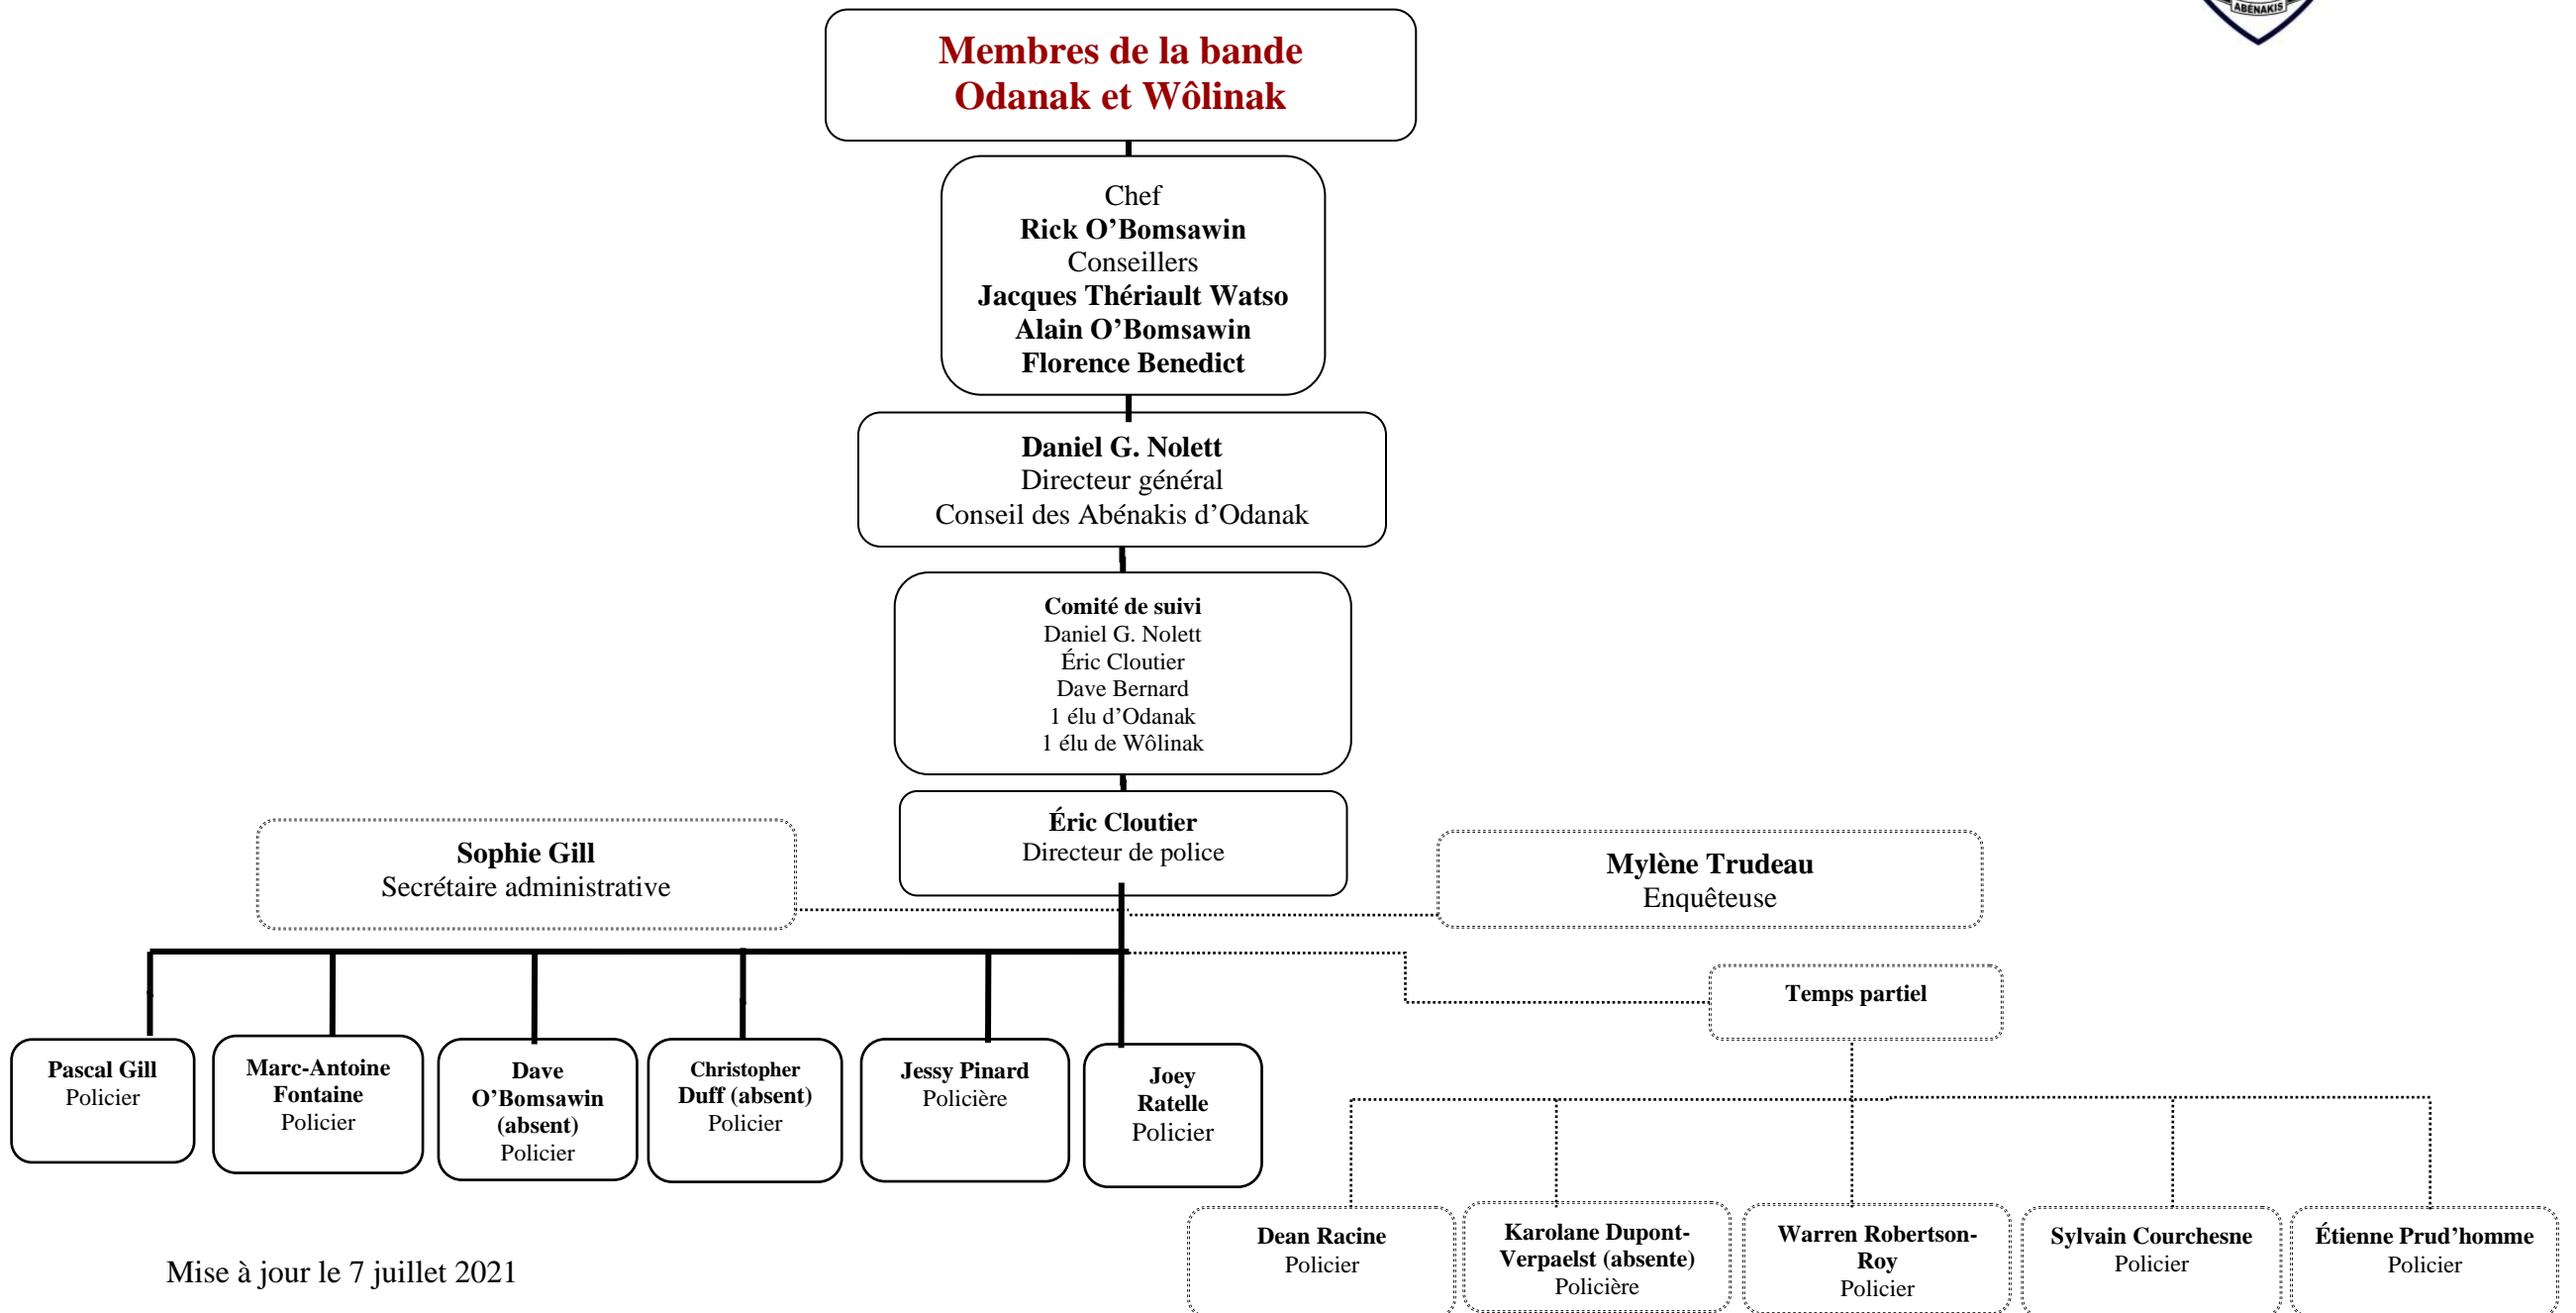 ABÉNAKIS
Membres de la bande
Odanak et Wôlinak
Chef
Rick O’Bomsawin
Conseillers
Jacques Thériault Watso
Alain O’Bomsawin
Florence Benedict
Daniel G. Nolett
Directeur général
Conseil des Abénakis d’Odanak
Comité de suivi
Daniel G. Nolett
Éric Cloutier
Dave Bernard
1 élu d’Odanak
1 élu de Wôlinak
Éric Cloutier
Directeur de police
Sophie Gill
Secrétaire administrative
Mylène Trudeau
Enquêteuse
Temps partiel
Pascal Gill
Policier
Marc-Antoine
Fontaine
Policier
Dave
O’Bomsawin
(absent)
Policier
Christopher
Duff (absent)
Policier
Jessy Pinard
Policière
Joey
Ratelle
Policier
Dean Racine
Policier
Karolane Dupont-
Verpaelst (absente)
Policière
Warren Robertson-
Roy
Policier
Sylvain Courchesne
Policier
Étienne Prud’homme
Policier
Mise à jour le 7 juillet 2021